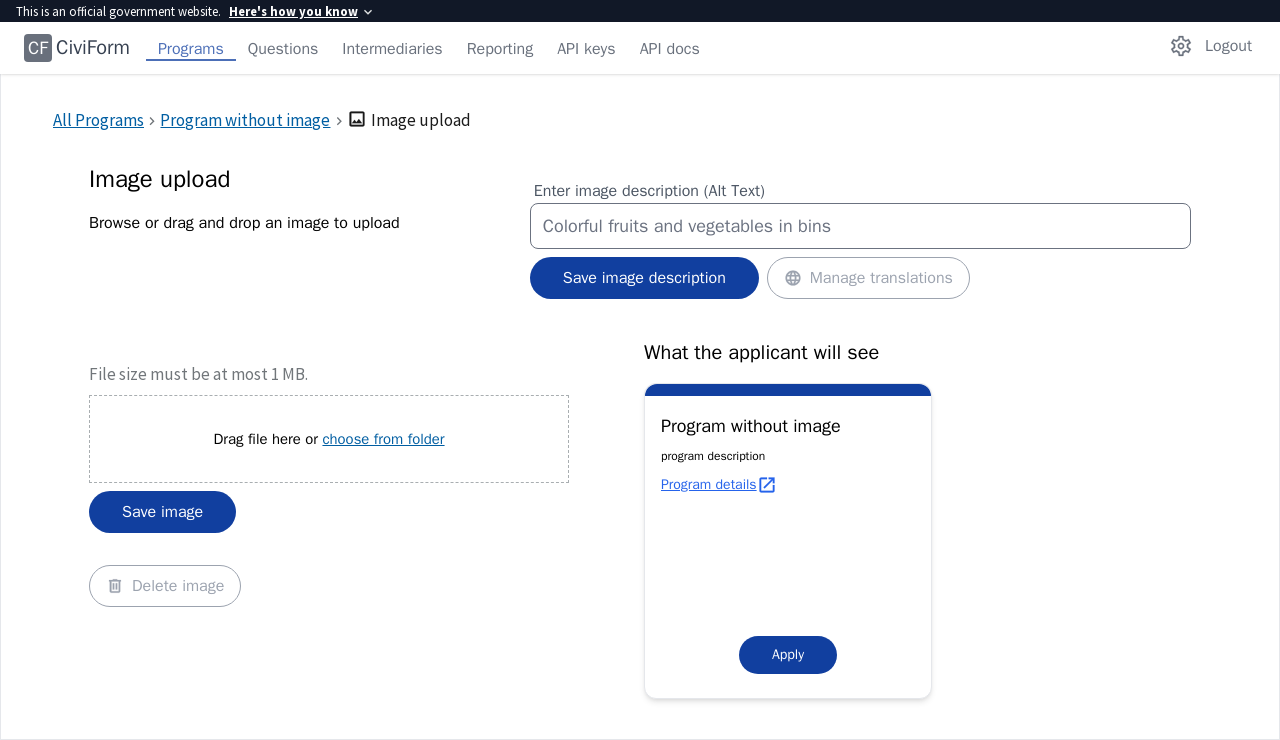 This is an official government website. Here's how you know
CF CiviForm Programs Questions Intermediaries Reporting API keys API docs Logout
All Programs Program without image Image upload
Image upload
Browse or drag and drop an image to upload
Enter image description (Alt Text)
Colorful fruits and vegetables in bins
Save image description Manage translations
File size must be at most 1 MB.
Drag file here or choose from folder
Save image
Delete image
What the applicant will see
Program without image
program description
Program details
Apply